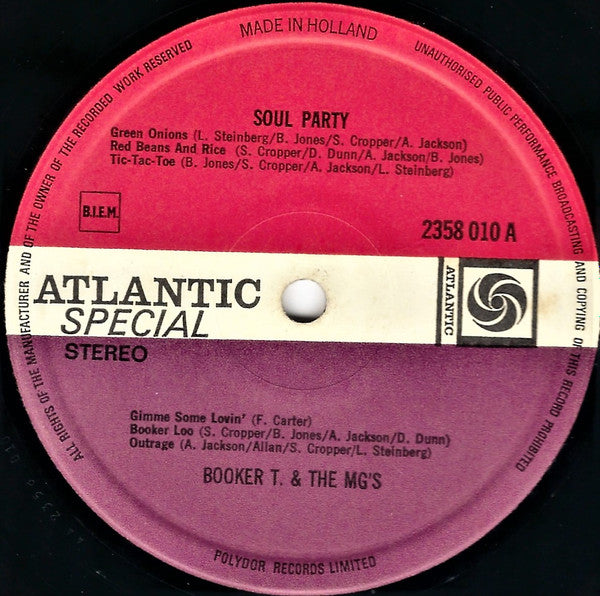 MADE IN HOLLAND
UNAUTHORISED PUBLIC PERFORMANCE BROADCASTING AND COPYING OF THIS RECORD PROHIBITED
ALL RIGHTS OF THE MANUFACTURER AND OF THE OWNER OF THE RECORDED WORK RESERVED
SOUL PARTY
Green Onions (L. Steinberg/B. Jones/S. Cropper/A. Jackson)
Red Beans And Rice (S. Cropper/D. Dunn/A. Jackson/B. Jones)
Tic-Tac-Toe (B. Jones/S. Cropper/A. Jackson/L. Steinberg)
B.I.E.M.
2358 010 A
ATLANTIC
SPECIAL
ATLANTIC
STEREO
Gimme Some Lovin' (F. Carter)
Booker Loo (S. Cropper/B. Jones/A. Jackson/D. Dunn)
Outrage (A. Jackson/Allan/S. Cropper/L. Steinberg)
BOOKER T. & THE MG'S
POLYDOR RECORDS LIMITED